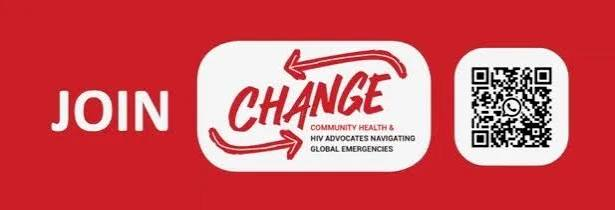 JOIN
CHANGE
COMMUNITY HEALTH &
HIV ADVOCATES NAVIGATING
GLOBAL EMERGENCIES